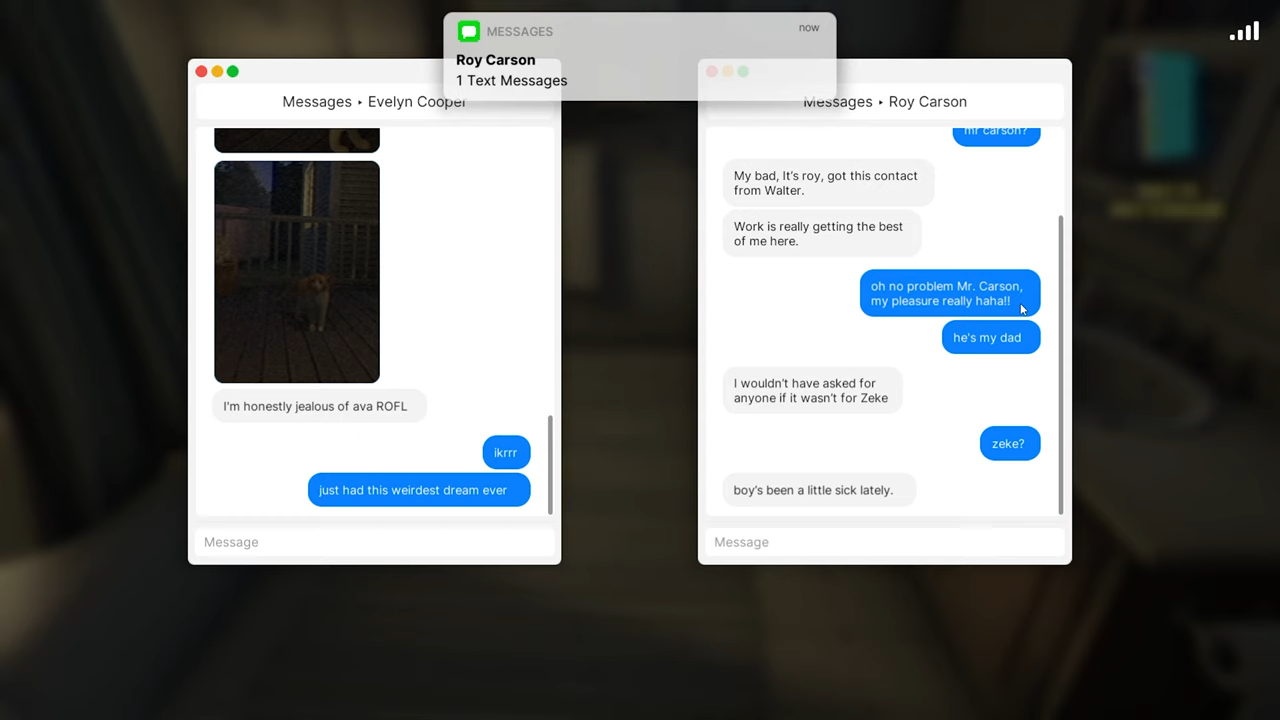 MESSAGES
now
Roy Carson
1 Text Messages
Messages ‣ Evelyn Cooper
I'm honestly jealous of ava ROFL
ikrrr
just had this weirdest dream ever
Message
Messages ‣ Roy Carson
mr carson?
My bad, It's roy, got this contact
from Walter.
Work is really getting the best
of me here.
oh no problem Mr. Carson,
my pleasure really haha!!
he's my dad
I wouldn't have asked for
anyone if it wasn't for Zeke
zeke?
boy's been a little sick lately.
Message